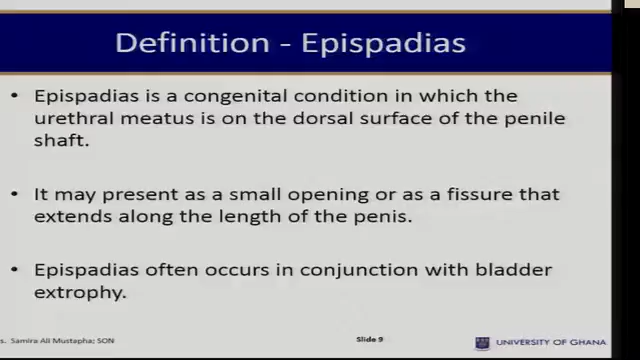 Definition - Epispadias
• Epispadias is a congenital condition in which the
urethral meatus is on the dorsal surface of the penile
shaft.
• It may present as a small opening or as a fissure that
extends along the length of the penis.
• Epispadias often occurs in conjunction with bladder
extrophy.
s. Samira Ali Mustapha; SON
Slide 9
UNIVERSITY OF GHANA